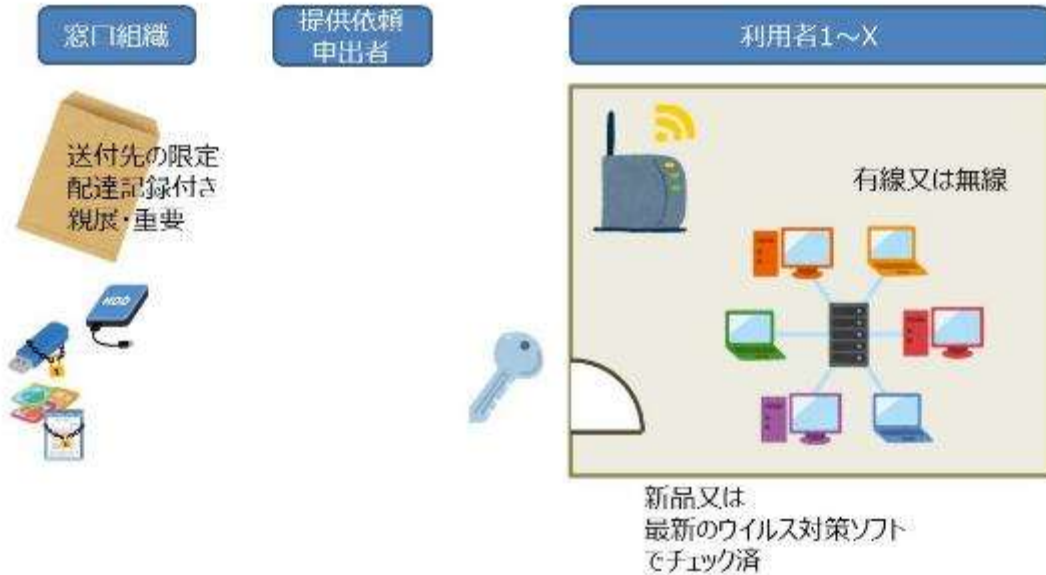 窓口組織
提供依頼
申出者
利用者1～X
送付先の限定
配達記録付き
親展・重要
有線又は無線
HDD
新品又は
最新のウイルス対策ソフト
でチェック済